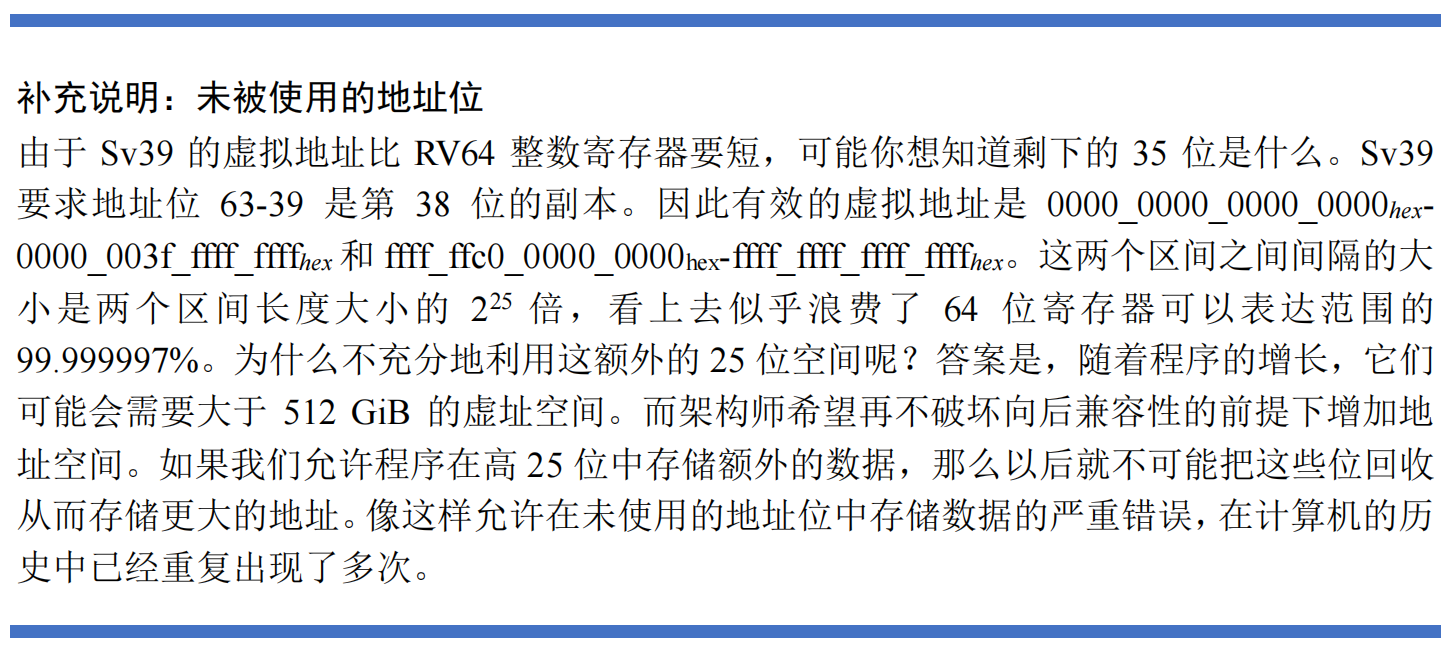 补充说明：未被使用的地址位
由于 Sv39 的虚拟地址比 RV64 整数寄存器要短，可能你想知道剩下的 35 位是什么。Sv39
要求地址位 63-39 是第 38 位的副本。因此有效的虚拟地址是 0000_0000_0000_0000hex-
0000_003f_ffff_ffffhex 和 ffff_ffc0_0000_0000hex-ffff_ffff_ffff_ffffhex。这两个区间之间间隔的大
小是两个区间长度大小的 2²⁵ 倍，看上去似乎浪费了 64 位寄存器可以表达范围的
99.999997%。为什么不充分地利用这额外的 25 位空间呢？答案是，随着程序的增长，它们
可能会需要大于 512 GiB 的虚址空间。而架构师希望再不破坏向后兼容性的前提下增加地
址空间。如果我们允许程序在高 25 位中存储额外的数据，那么以后就不可能把这些位回收
从而存储更大的地址。像这样允许在未使用的地址位中存储数据的严重错误，在计算机的历
史中已经重复出现了多次。